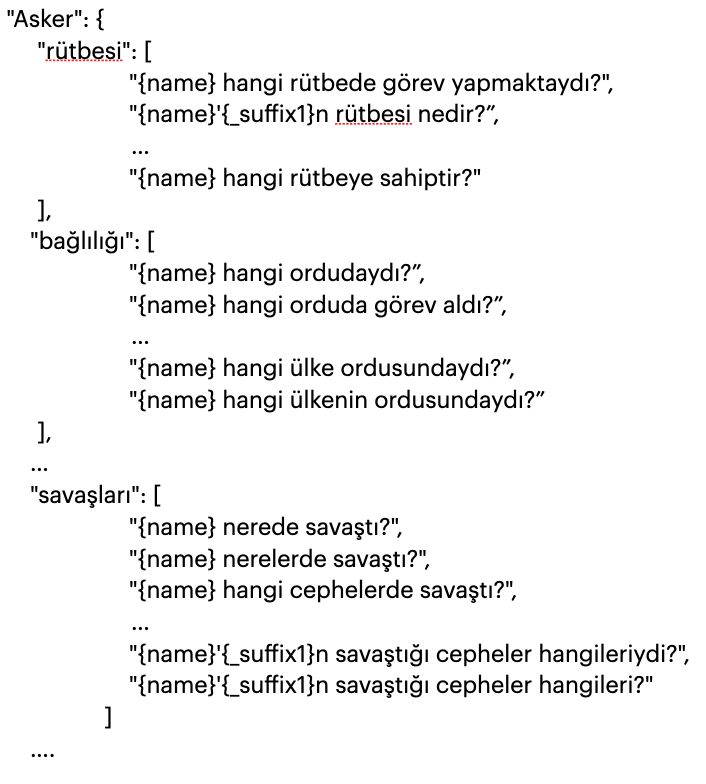 "Asker": {
"rütbesi": [
"{name} hangi rütbede görev yapmaktaydı?",
"{name}'{_suffix1}n rütbesi nedir?”,
...
"{name} hangi rütbeye sahiptir?"
],
"bağlılığı": [
"{name} hangi ordudaydı?”,
"{name} hangi orduda görev aldı?”,
...
"{name} hangi ülke ordusundaydı?”,
"{name} hangi ülkenin ordusundaydı?”
],
...
"savaşları": [
"{name} nerede savaştı?",
"{name} nerelerde savaştı?",
"{name} hangi cephelerde savaştı?",
...
"{name}'{_suffix1}n savaştığı cepheler hangileriydi?",
"{name}'{_suffix1}n savaştığı cepheler hangileri?"
]
....